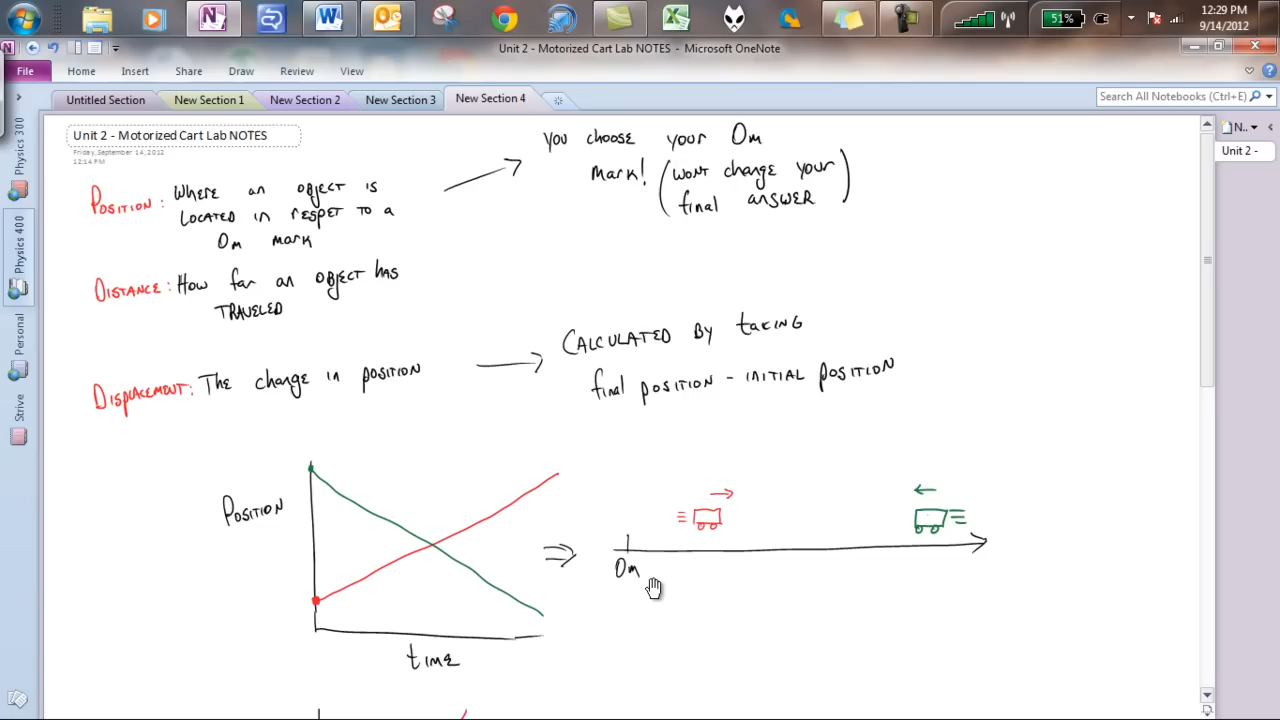 12:29 PM
51%
9/14/2012
Unit 2 - Motorized Cart Lab NOTES - Microsoft OneNote
File Home Insert Share Draw Review View
Untitled Section New Section 1 New Section 2 New Section 3 New Section 4
Search All Notebooks (Ctrl+E)
N..
Unit 2 -
Physics 300
Physics 400
Personal
Strive
Unit 2 - Motorized Cart Lab NOTES
Friday, September 14, 2012
12:14 PM
POSITION: WHERE an OBJECT IS
LOCATED IN RESPET TO A
0m mark
you choose your 0m
mark! (wont change your
final answer)
DISTANCE: How far an OBJECT HAS
TRAVELED
DISPLACEMENT: The change in position
CALCULATED BY taking
final position - INITIAL position
POSITION
time
0m